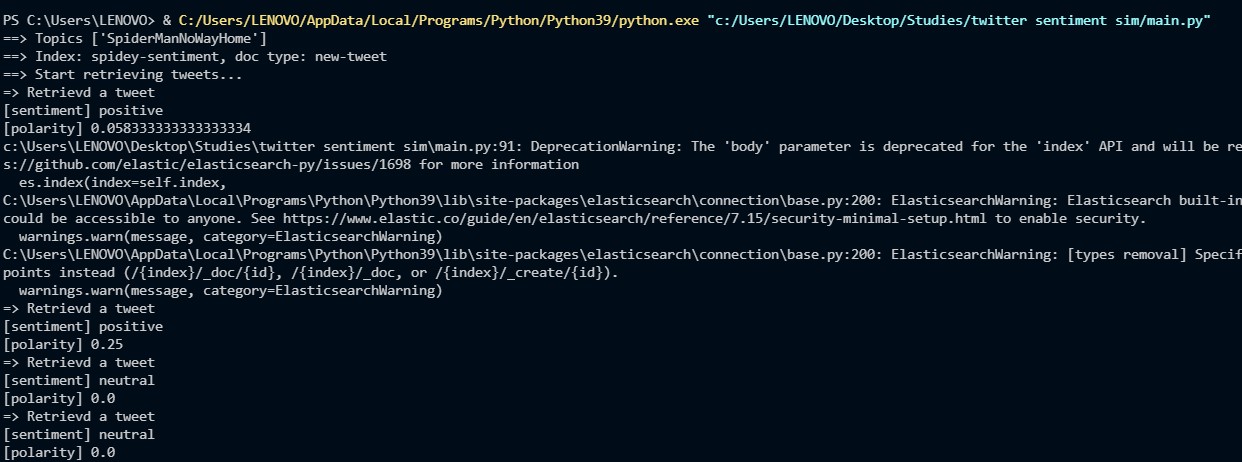 PS C:\Users\LENOVO> & C:/Users/LENOVO/AppData/Local/Programs/Python/Python39/python.exe "c:/Users/LENOVO/Desktop/Studies/twitter sentiment sim/main.py"
==> Topics ['SpiderManNoWayHome']
==> Index: spidey-sentiment, doc type: new-tweet
==> Start retrieving tweets...
=> Retrievd a tweet
[sentiment] positive
[polarity] 0.058333333333333334
c:\Users\LENOVO\Desktop\Studies\twitter sentiment sim\main.py:91: DeprecationWarning: The 'body' parameter is deprecated for the 'index' API and will be re
s://github.com/elastic/elasticsearch-py/issues/1698 for more information
  es.index(index=self.index,
C:\Users\LENOVO\AppData\Local\Programs\Python\Python39\lib\site-packages\elasticsearch\connection\base.py:200: ElasticsearchWarning: Elasticsearch built-in
could be accessible to anyone. See https://www.elastic.co/guide/en/elasticsearch/reference/7.15/security-minimal-setup.html to enable security.
  warnings.warn(message, category=ElasticsearchWarning)
C:\Users\LENOVO\AppData\Local\Programs\Python\Python39\lib\site-packages\elasticsearch\connection\base.py:200: ElasticsearchWarning: [types removal] Specif
points instead (/{index}/_doc/{id}, /{index}/_doc, or /{index}/_create/{id}).
  warnings.warn(message, category=ElasticsearchWarning)
=> Retrievd a tweet
[sentiment] positive
[polarity] 0.25
=> Retrievd a tweet
[sentiment] neutral
[polarity] 0.0
=> Retrievd a tweet
[sentiment] neutral
[polarity] 0.0